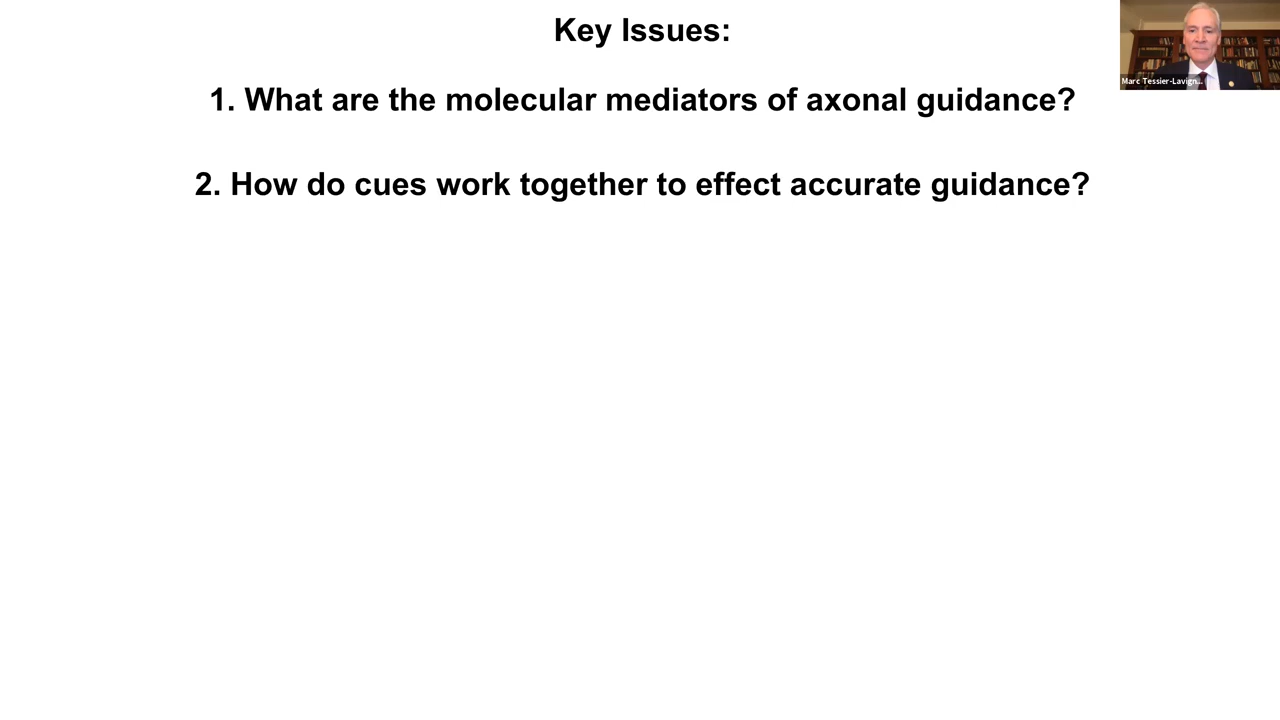 Key Issues:
Marc Tessier-Lavign...
1. What are the molecular mediators of axonal guidance?
2. How do cues work together to effect accurate guidance?